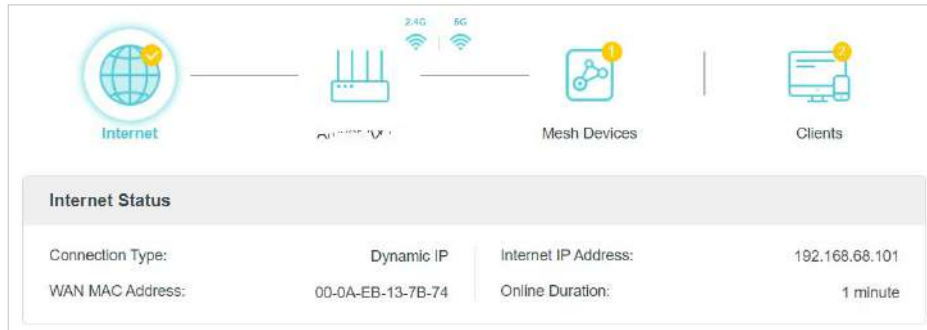 2.4G 5G
1
2
Internet
Mesh Devices
Clients
Internet Status
Connection Type: Dynamic IP
Internet IP Address: 192.168.68.101
WAN MAC Address: 00-0A-EB-13-7B-74
Online Duration: 1 minute